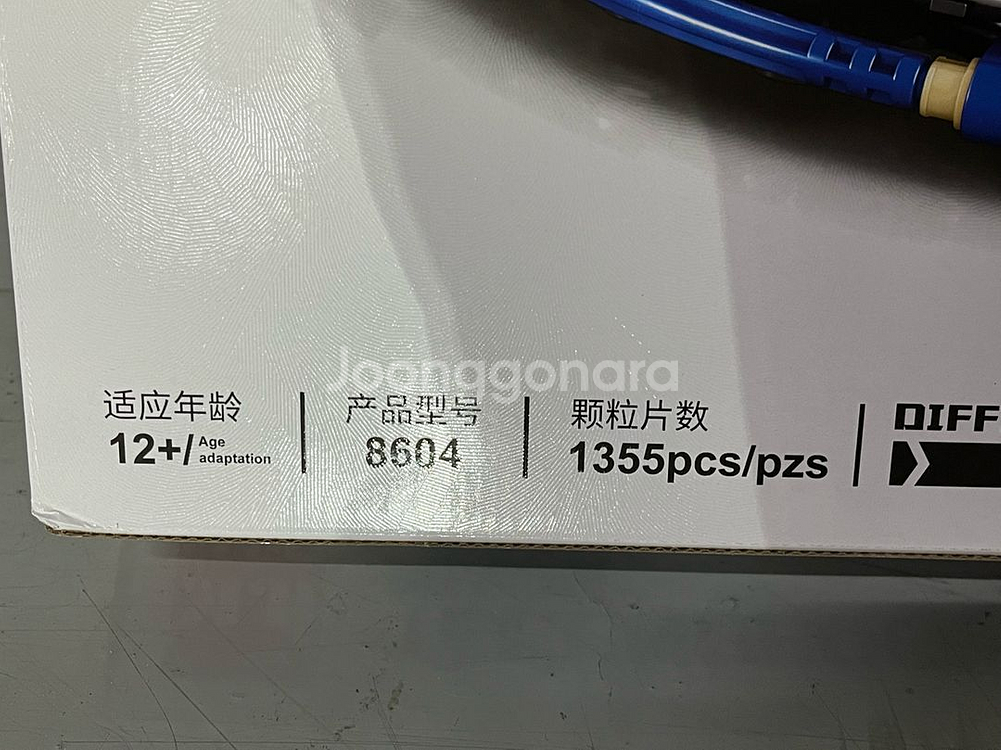 Joonggonara
适应年龄
12+/ Age
adaptation
产品型号
8604
颗粒片数
1355pcs/pzs
DIFF